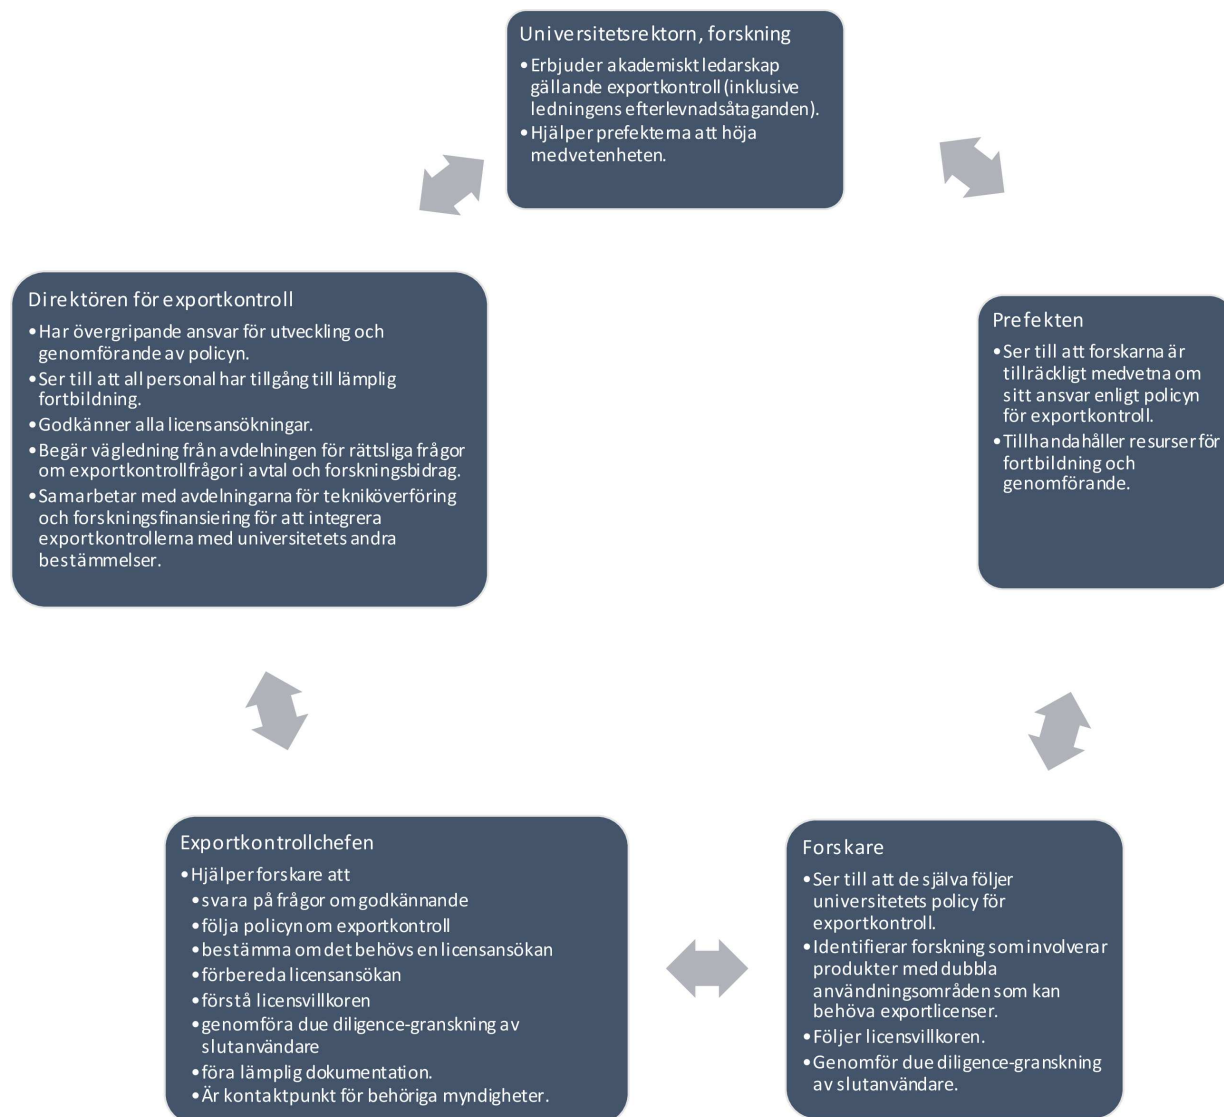 Universitetsrektorn, forskning
•Erbjuder akademiskt ledarskap
gällande exportkontroll (inklusive
ledningens efterlevnadsåtaganden).
•Hjälper prefekterna att höja
medvetenheten.
Direktören för exportkontroll
•Har övergripande ansvar för utveckling och
genomförande av policyn.
•Ser till att all personal har tillgång till lämplig
fortbildning.
•Godkänner alla licensansökningar.
•Begär vägledning från avdelningen för rättsliga frågor
om exportkontrollfrågor i avtal och forskningsbidrag.
•Samarbetar med avdelningarna för tekniköverföring
och forskningsfinansiering för att integrera
exportkontrollerna med universitetets andra
bestämmelser.
Prefekten
•Ser till att forskarna är
tillräckligt medvetna om
sitt ansvar enligt policyn
för exportkontroll.
•Tillhandahåller resurser för
fortbildning och
genomförande.
Exportkontrollchefen
•Hjälper forskare att
•svara på frågor om godkännande
•följa policyn om exportkontroll
•bestämma om det behövs en licensansökan
•förbereda licensansökan
•förstå licensvillkoren
•genomföra due diligence-granskning av
slutanvändare
•föra lämplig dokumentation.
•Är kontaktpunkt för behöriga myndigheter.
Forskare
•Ser till att de själva följer
universitetets policy för
exportkontroll.
•Identifierar forskning som involverar
produkter med dubbla
användningsområden som kan
behöva exportlicenser.
•Följer licensvillkoren.
•Genomför due diligence-granskning
av slutanvändare.